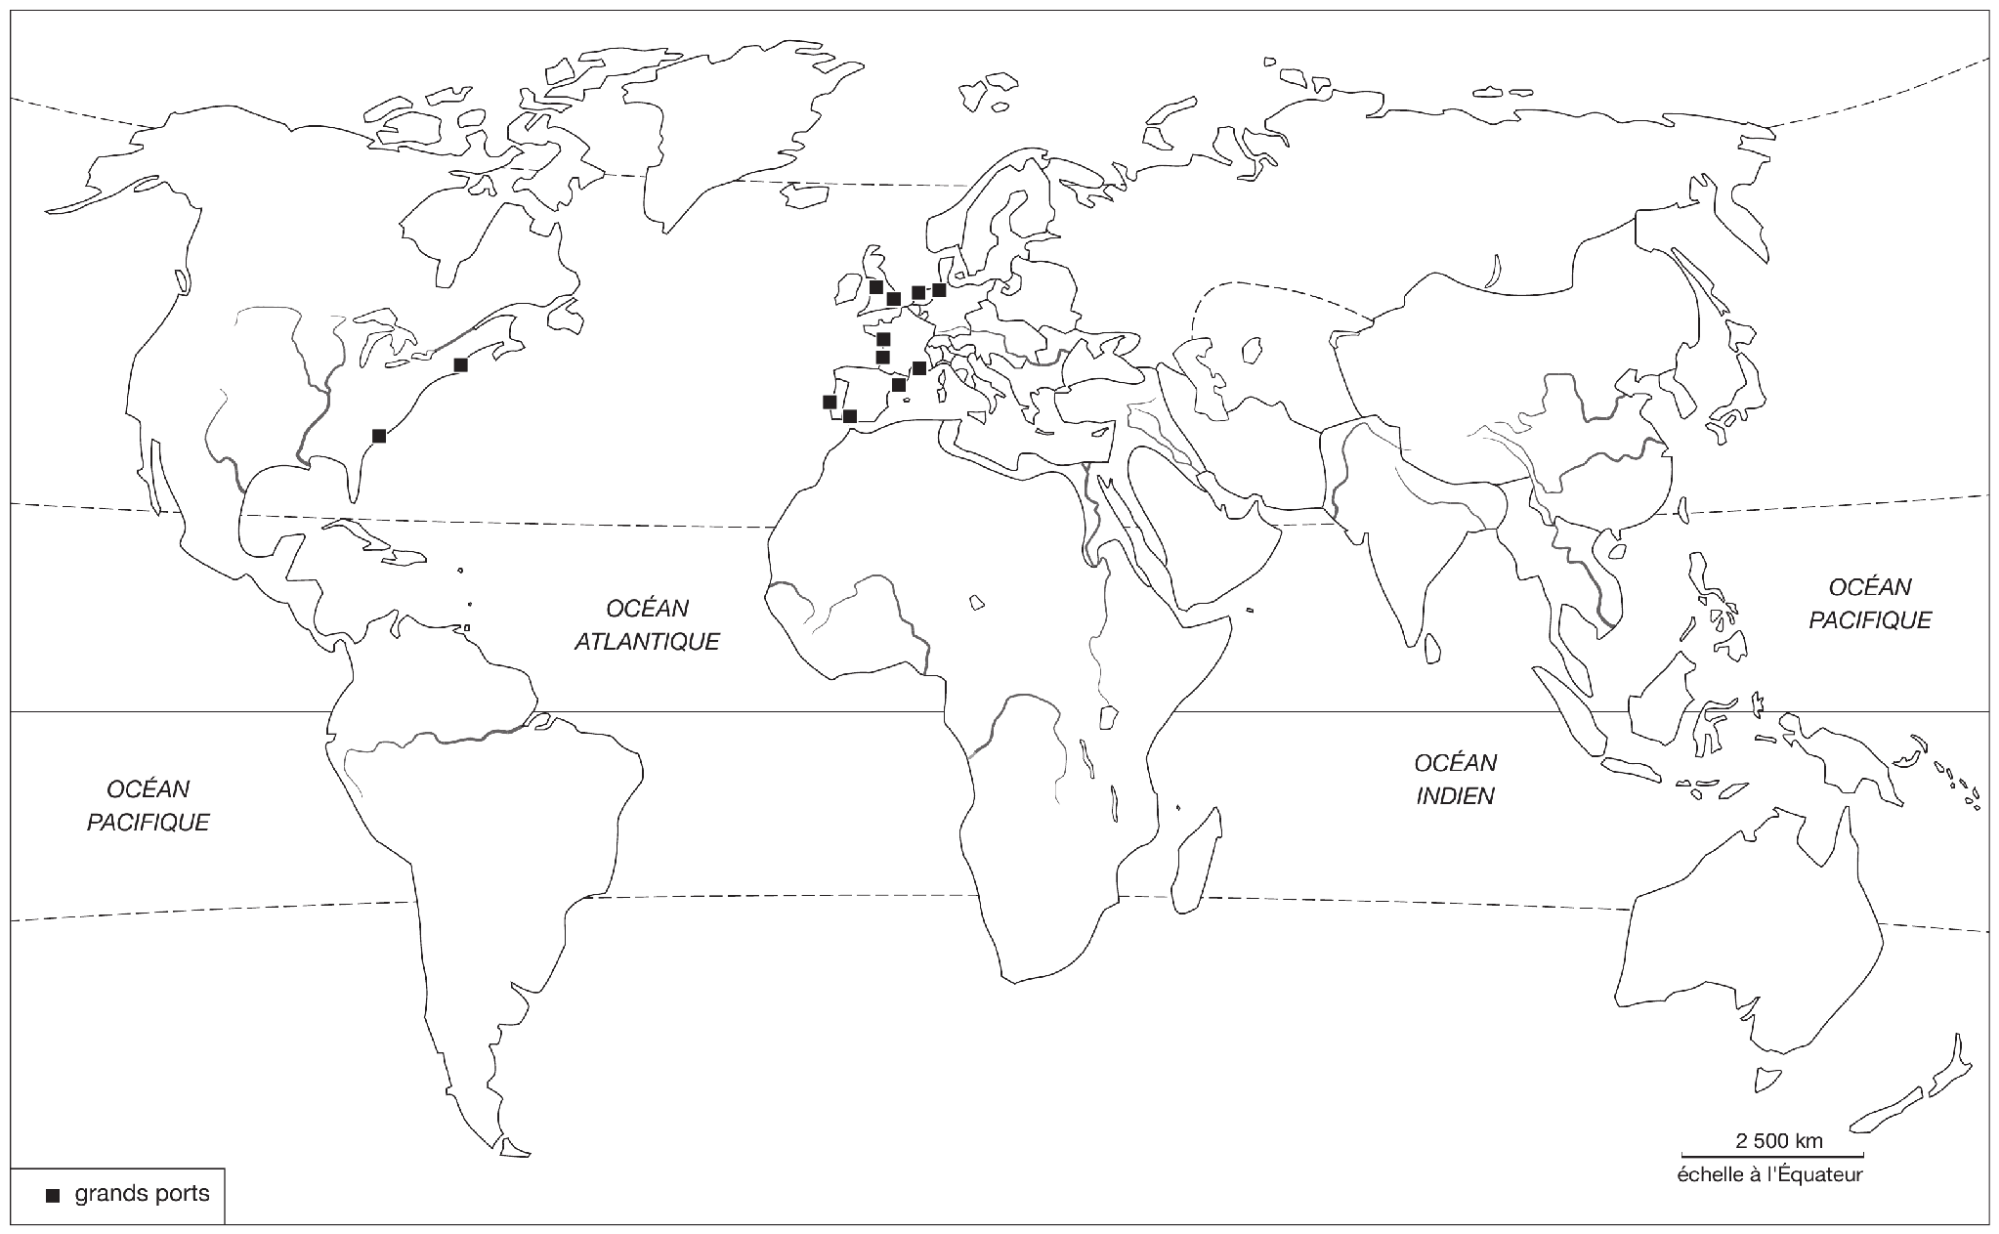 OCÉAN
ATLANTIQUE
OCÉAN
PACIFIQUE
OCÉAN
PACIFIQUE
OCÉAN
INDIEN
2 500 km
échelle à l'Équateur
grands ports